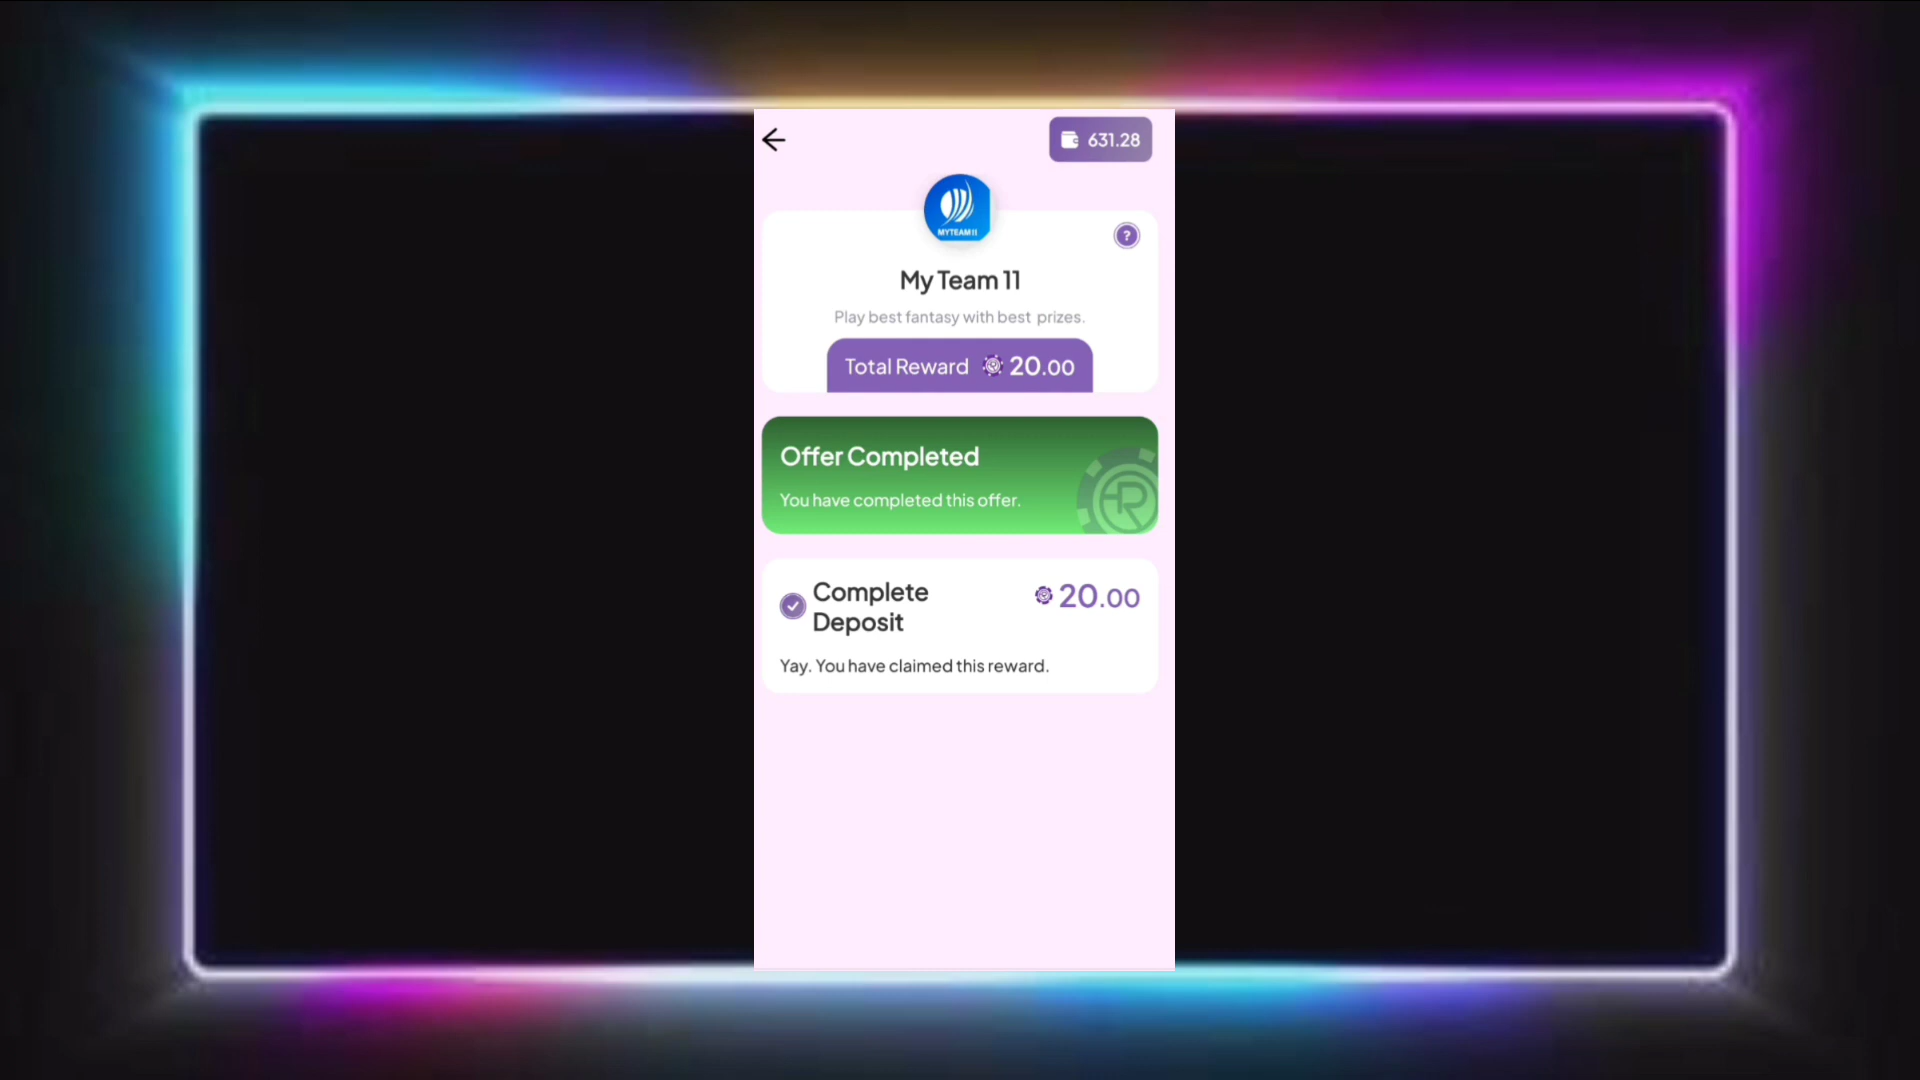 631.28
MYTEAM11
?
My Team 11
Play best fantasy with best prizes.
Total Reward 20.00
Offer Completed
You have completed this offer.
Complete
Deposit
20.00
Yay. You have claimed this reward.